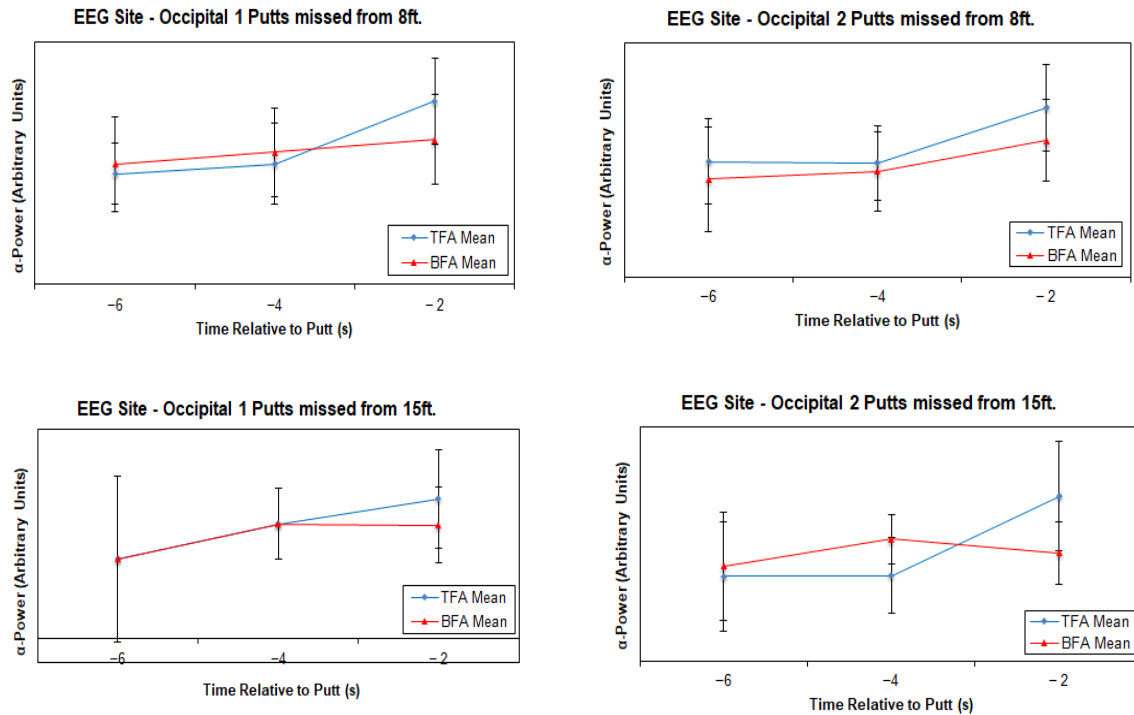 EEG Site - Occipital 1 Putts missed from 8ft.
α-Power (Arbitrary Units)
TFA Mean
BFA Mean
−6
−4
− 2
Time Relative to Putt (s)
EEG Site - Occipital 2 Putts missed from 8ft.
α-Power (Arbitrary Units)
TFA Mean
BFA Mean
−6
−4
− 2
Time Relative to Putt (s)
EEG Site - Occipital 1 Putts missed from 15ft.
α-Power (Arbitrary Units)
TFA Mean
BFA Mean
−6
−4
− 2
Time Relative to Putt (s)
EEG Site - Occipital 2 Putts missed from 15ft.
α-Power (Arbitrary Units)
TFA Mean
BFA Mean
−6
−4
− 2
Time Relative to Putt (s)